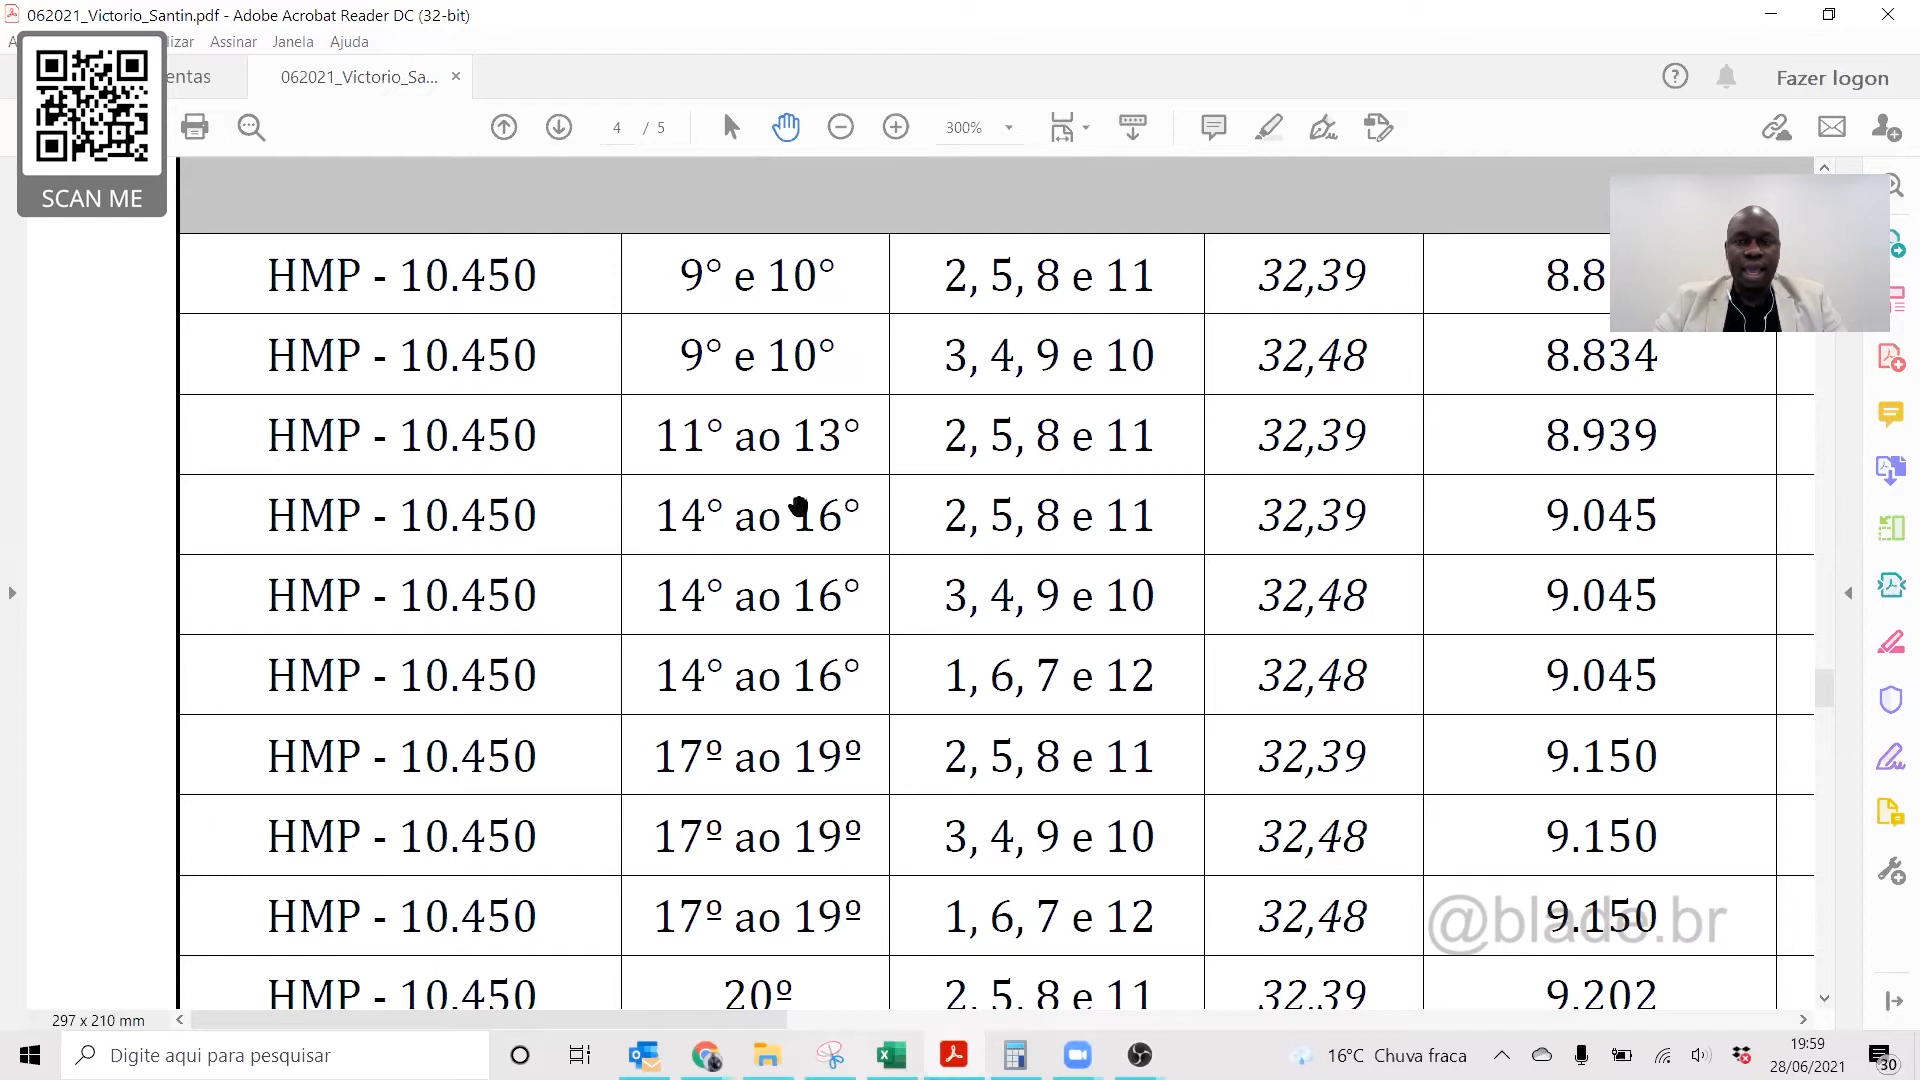 062021_Victorio_Santin.pdf - Adobe Acrobat Reader DC (32-bit)
Assinar Janela Ajuda
062021_Victorio_Sa...
Fazer logon
4 / 5
300%
SCAN ME
HMP - 10.450 9° e 10° 2, 5, 8 e 11 32,39 8.8
HMP - 10.450 9° e 10° 3, 4, 9 e 10 32,48 8.834
HMP - 10.450 11° ao 13° 2, 5, 8 e 11 32,39 8.939
HMP - 10.450 14° ao 16° 2, 5, 8 e 11 32,39 9.045
HMP - 10.450 14° ao 16° 3, 4, 9 e 10 32,48 9.045
HMP - 10.450 14° ao 16° 1, 6, 7 e 12 32,48 9.045
HMP - 10.450 17º ao 19º 2, 5, 8 e 11 32,39 9.150
HMP - 10.450 17º ao 19º 3, 4, 9 e 10 32,48 9.150
HMP - 10.450 17º ao 19º 1, 6, 7 e 12 32,48 9.150
@blade.br
HMP - 10.450 20º 2, 5, 8 e 11 32,39 9.202
297 x 210 mm
Digite aqui para pesquisar
16°C Chuva fraca
19:59
28/06/2021
30